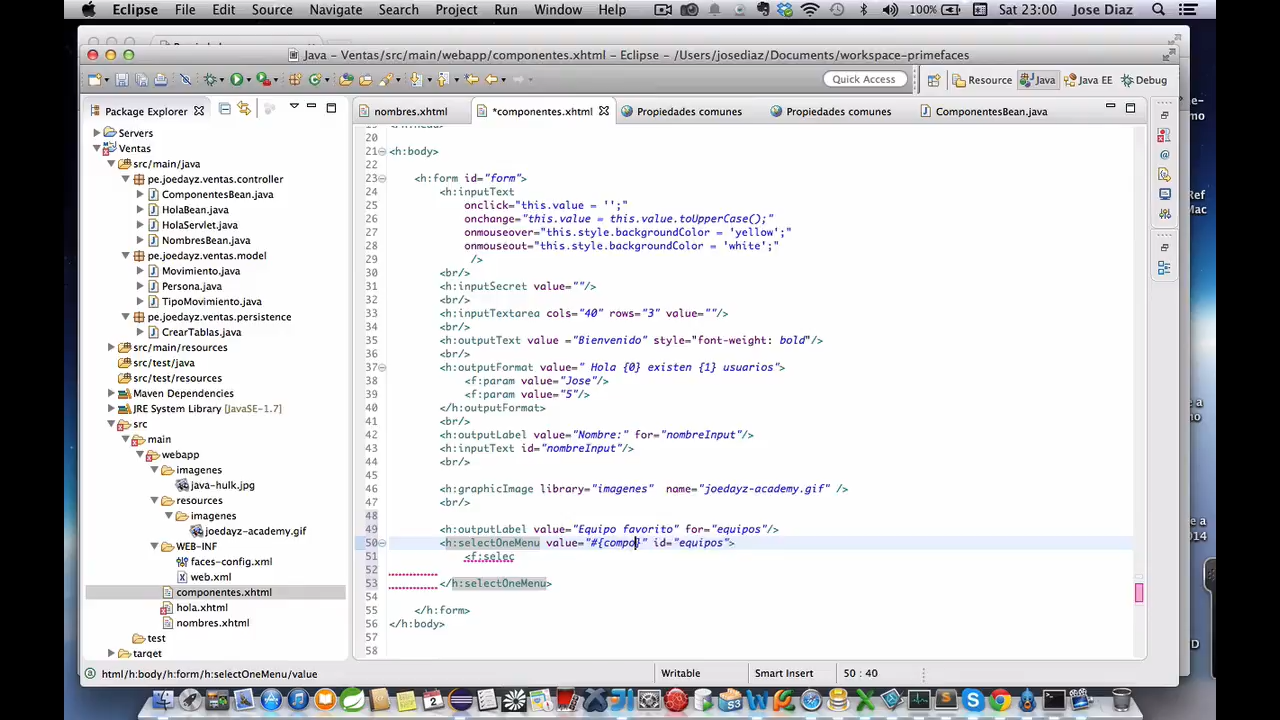 Eclipse File Edit Source Navigate Search Project Run Window Help 100% Sat 23:00 Jose Diaz
Java - Ventas/src/main/webapp/componentes.xhtml - Eclipse - /Users/josediaz/Documents/workspace-primefaces
Quick Access Resource Java Java EE Debug
Package Explorer
nombres.xhtml *componentes.xhtml Propiedades comunes Propiedades comunes ComponentesBean.java
Servers
Ventas
src/main/java
pe.joedayz.ventas.controller
ComponentesBean.java
HolaBean.java
HolaServlet.java
NombresBean.java
pe.joedayz.ventas.model
Movimiento.java
Persona.java
TipoMovimiento.java
pe.joedayz.ventas.persistence
CrearTablas.java
src/main/resources
src/test/java
src/test/resources
Maven Dependencies
JRE System Library [JavaSE-1.7]
src
main
webapp
imagenes
java-hulk.jpg
resources
imagenes
joedayz-academy.gif
WEB-INF
faces-config.xml
web.xml
componentes.xhtml
hola.xhtml
nombres.xhtml
test
target
20
21 <h:body>
22
23 <h:form id="form">
24 <h:inputText
25 onclick="this.value = '';"
26 onchange="this.value = this.value.toUpperCase();"
27 onmouseover="this.style.backgroundColor = 'yellow';"
28 onmouseout="this.style.backgroundColor = 'white';"
29 />
30 <br/>
31 <h:inputSecret value=""/>
32 <br/>
33 <h:inputTextarea cols="40" rows="3" value=""/>
34 <br/>
35 <h:outputText value ="Bienvenido" style="font-weight: bold"/>
36 <br/>
37 <h:outputFormat value=" Hola {0} existen {1} usuarios">
38 <f:param value="Jose"/>
39 <f:param value="5"/>
40 </h:outputFormat>
41 <br/>
42 <h:outputLabel value="Nombre:" for="nombreInput"/>
43 <h:inputText id="nombreInput"/>
44 <br/>
45
46 <h:graphicImage library="imagenes" name="joedayz-academy.gif" />
47 <br/>
48
49 <h:outputLabel value="Equipo favorito" for="equipos"/>
50 <h:selectOneMenu value="#{compo}" id="equipos">
51 <f:selec
52
53 </h:selectOneMenu>
54
55 </h:form>
56 </h:body>
57
58
html/h:body/h:form/h:selectOneMenu/value Writable Smart Insert 50 : 40